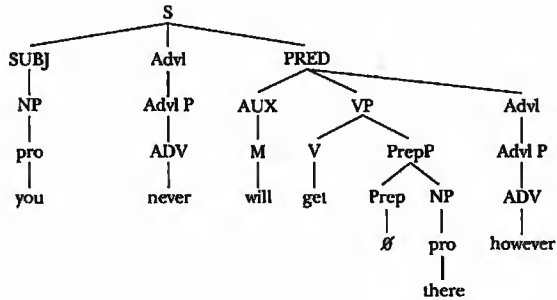 S
SUBJ Advl PRED
NP Advl P AUX VP Advl
pro ADV M V PrepP Advl P
you never will get Prep NP ADV
Ø pro however
there